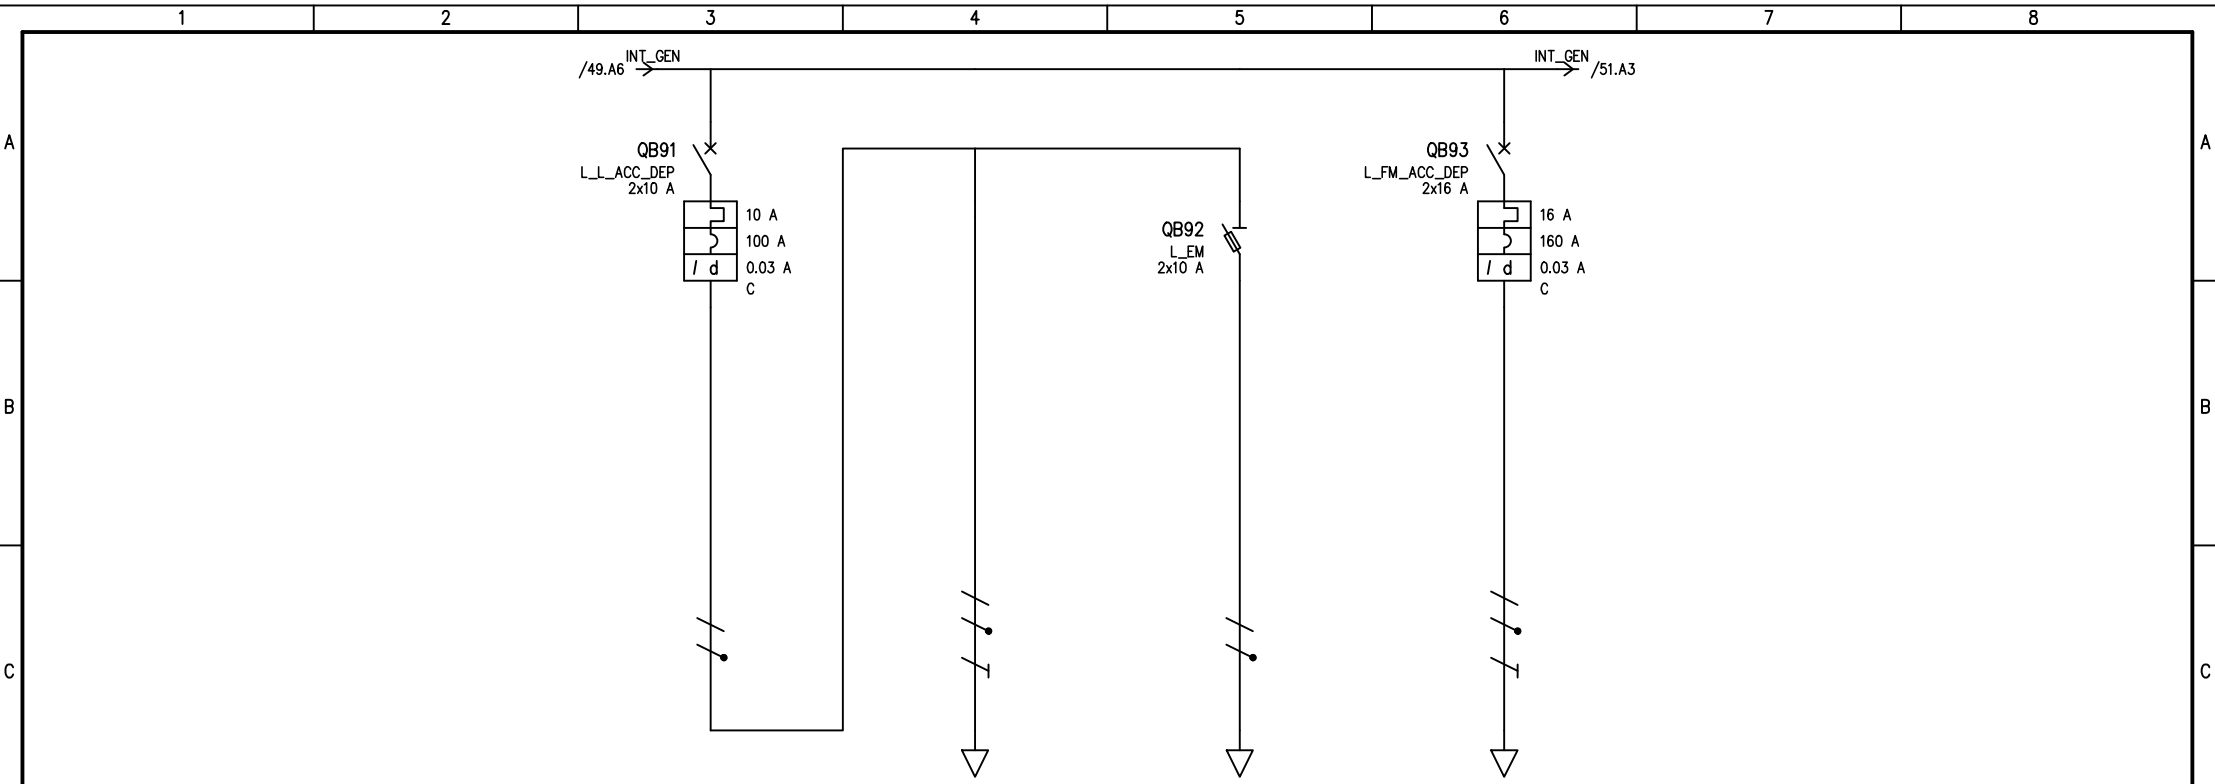 1 2 3 4 5 6 7 8
INT_GEN
/49.A6
INT_GEN
/51.A3
A A
QB91
L_L_ACC_DEP
2x10 A
10 A
100 A
I d 0.03 A
C
QB92
L_EM
2x10 A
QB93
L_FM_ACC_DEP
2x16 A
16 A
160 A
I d 0.03 A
C
B B
C C